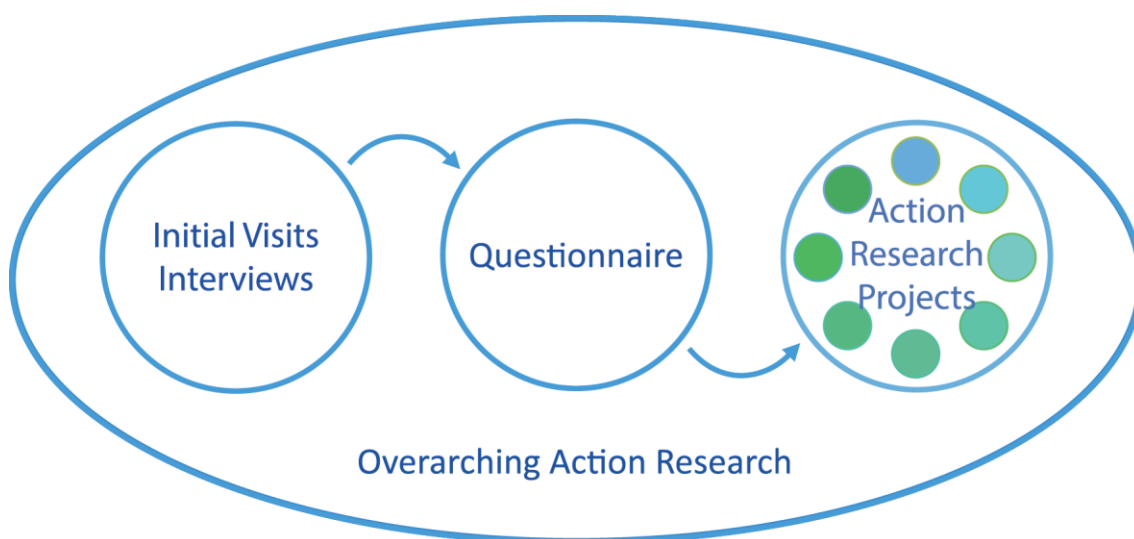 Initial Visits
Interviews
Questionnaire
Action
Research
Projects
Overarching Action Research